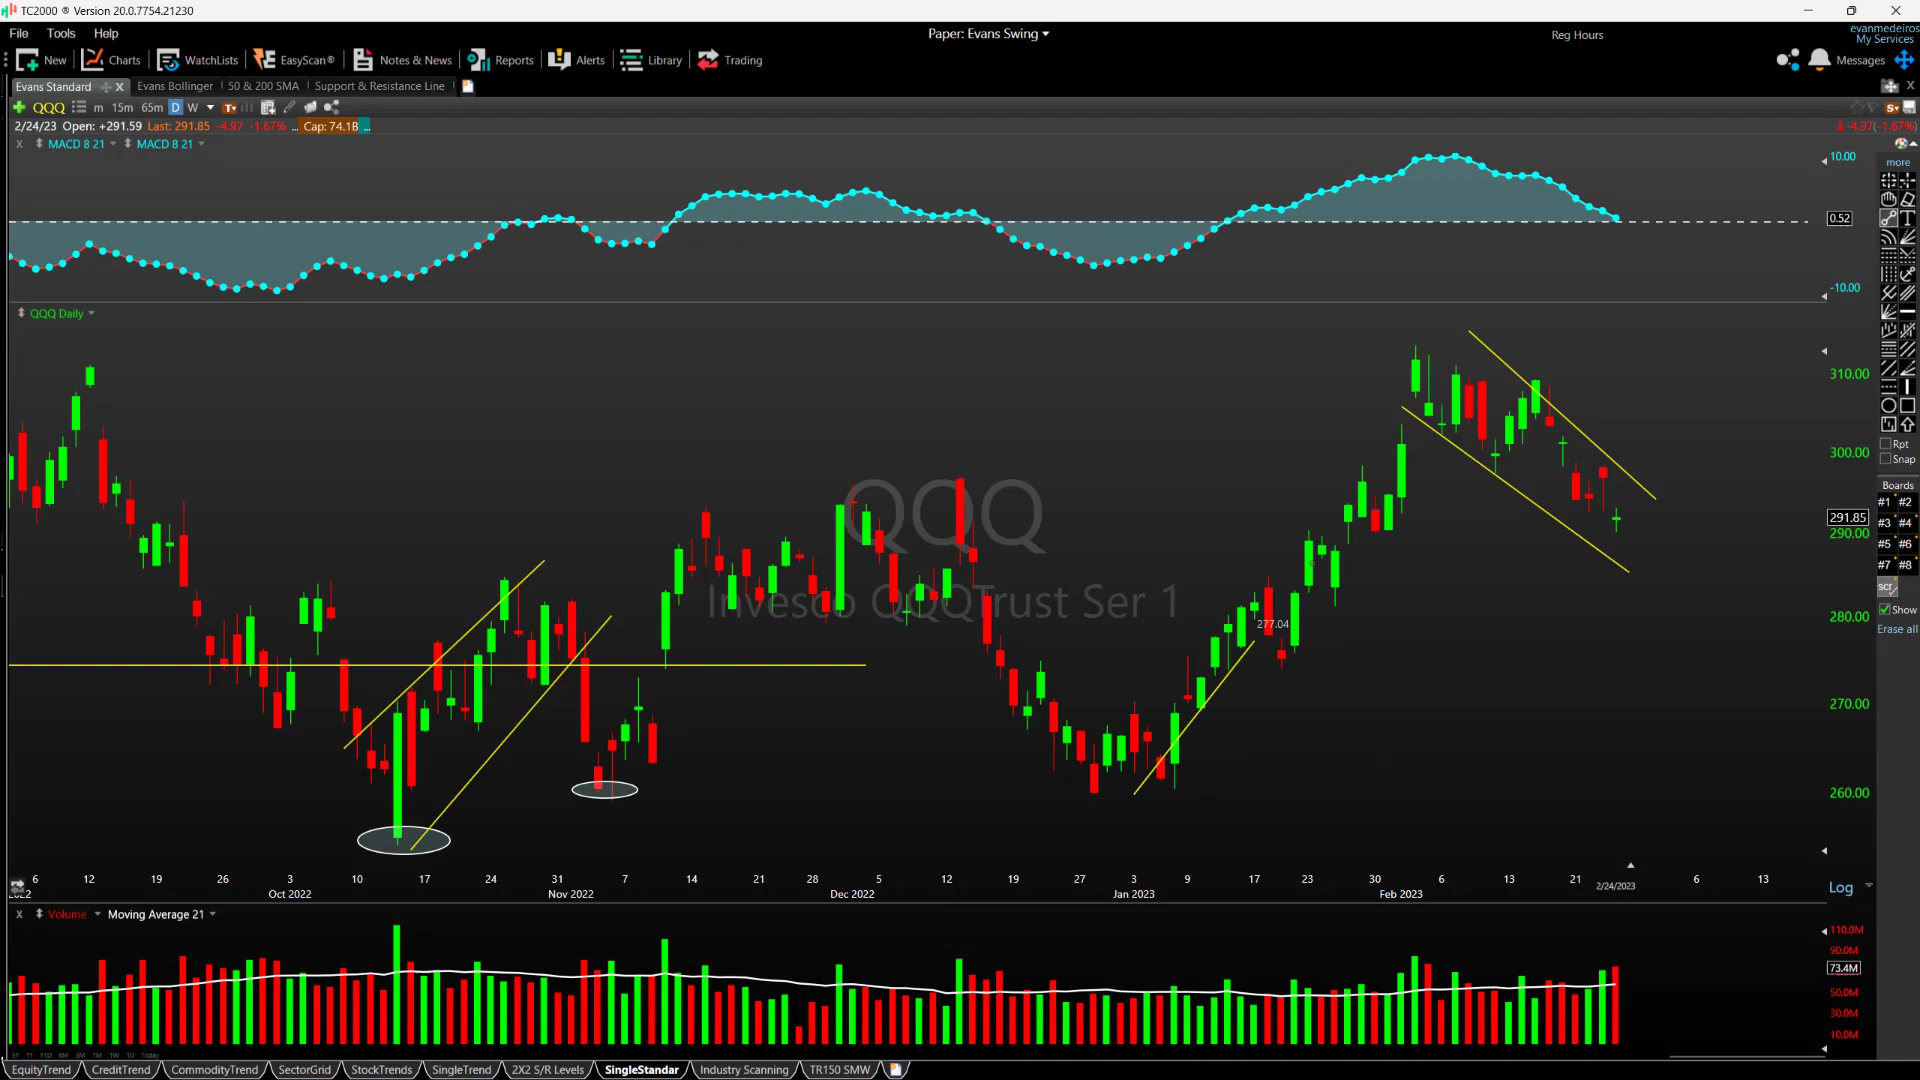 TC2000 ® Version 20.0.7754.21230
File Tools Help
Paper: Evans Swing
Reg Hours
evanmedeiros
My Services
New Charts WatchLists EasyScan® Notes & News Reports Alerts Library Trading
Messages
Evans Standard X Evans Bollinger 50 & 200 SMA Support & Resistance Line
X
QQQ m 15m 65m D W
2/24/23 Open: +291.59 Last: 291.85 -4.97 -1.67% ... Cap: 74.1B ...
-4.97(-1.67%)
X MACD 8 21 MACD 8 21
10.00
more
0.52
-10.00
QQQ Daily
310.00
300.00
291.85
290.00
280.00
270.00
260.00
QQQ
Invesco QQQTrust Ser 1
277.04
Rpt
Snap
Boards
#1 #2
#3 #4
#5 #6
#7 #8
scr
Show
Erase all
6 12 19 26 3 10 17 24 31 7 14 21 28 5 12 19 27 3 9 17 23 30 6 13 21 6 13
Oct 2022 Nov 2022 Dec 2022 Jan 2023 Feb 2023 2/24/2023
Log
X Volume Moving Average 21
110.0M
90.0M
73.4M
50.0M
30.0M
10.0M
EquityTrend CreditTrend CommodityTrend SectorGrid StockTrends SingleTrend 2X2 S/R Levels SingleStandar Industry Scanning TR150 SMW